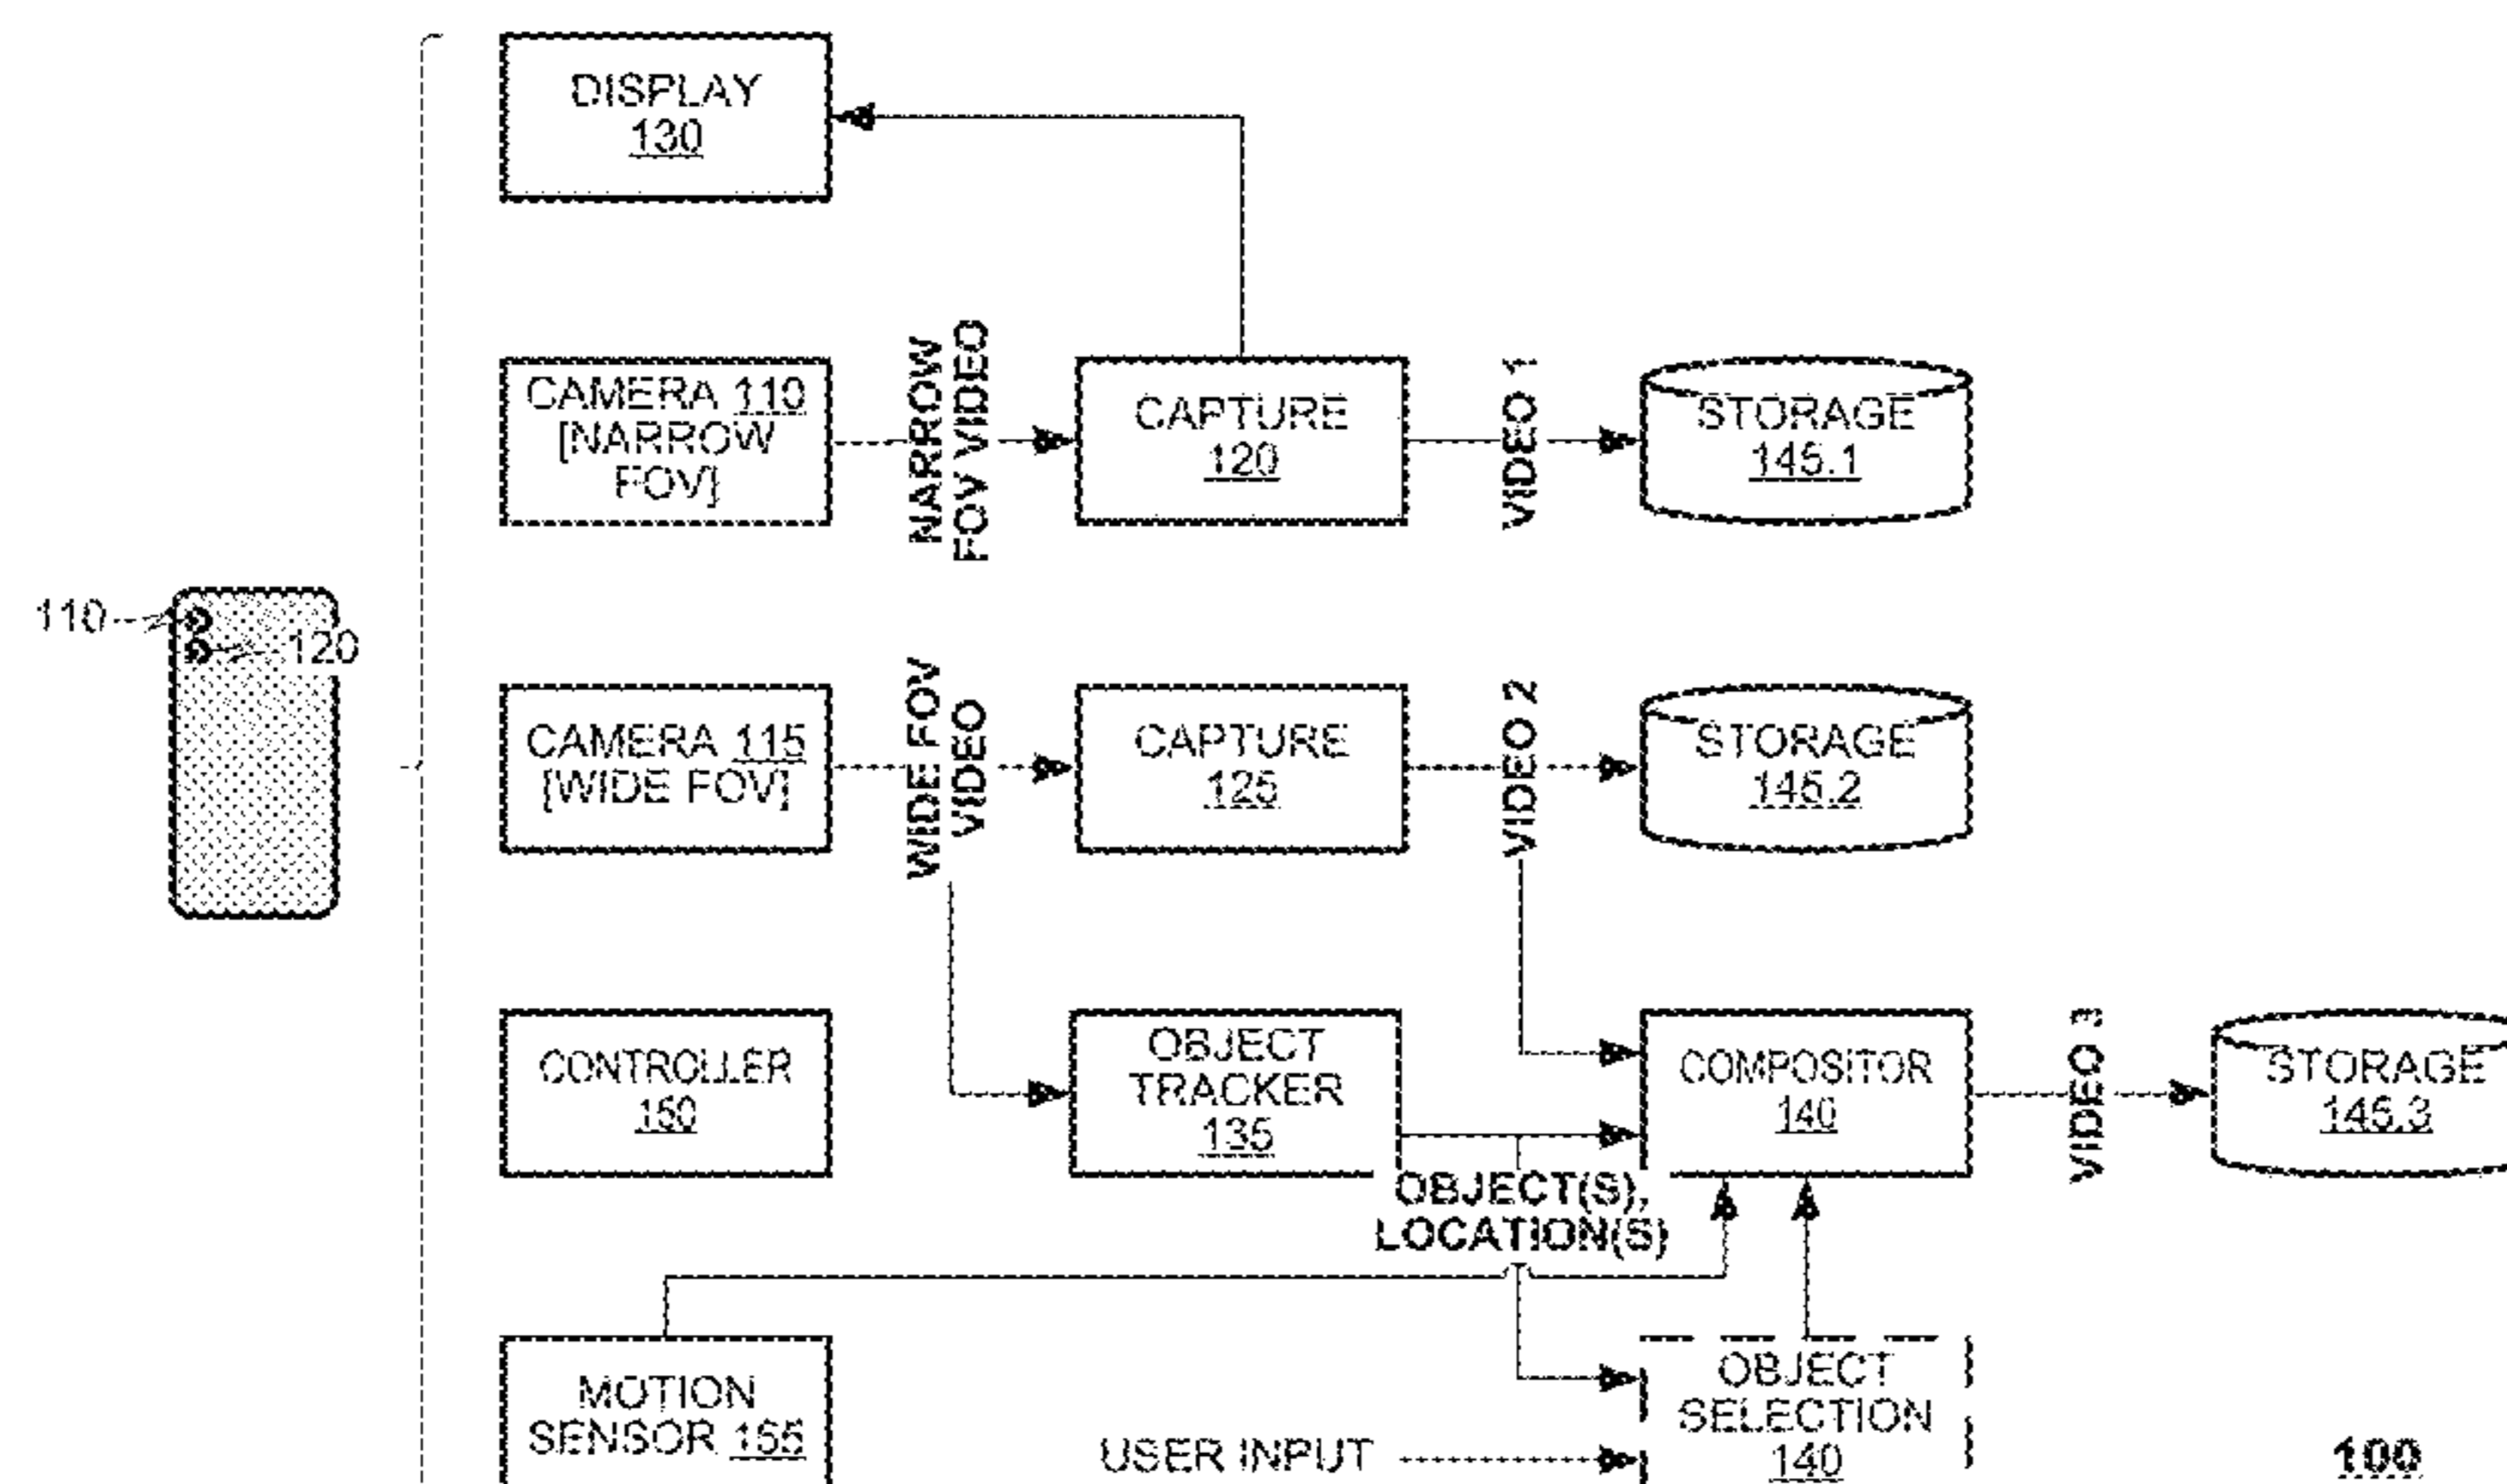 DISPLAY
130
CAMERA 110
[NARROW
FOV]
NARROW
FOV VIDEO
CAPTURE
120
VIDEO 1
STORAGE
145.1
110
120
CAMERA 115
[WIDE FOV]
WIDE FOV
VIDEO
CAPTURE
125
VIDEO 2
STORAGE
145.2
CONTROLLER
150
OBJECT
TRACKER
135
OBJECT(S),
LOCATION(S)
COMPOSITOR
140
VIDEO 3
STORAGE
145.3
MOTION
SENSOR 155
USER INPUT
OBJECT
SELECTION
140
100